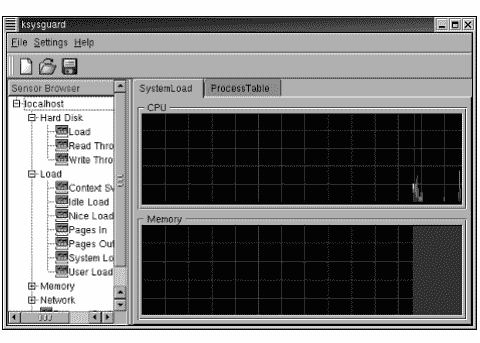 ksysguard
File Settings Help
Sensor Browser
SystemLoad ProcessTable
localhost
Hard Disk
Load
Read Thro
Write Thro
Load
Context Sv
Idle Load
Nice Load
Pages In
Pages Out
System Lo
User Load
Memory
Network
CPU
Memory